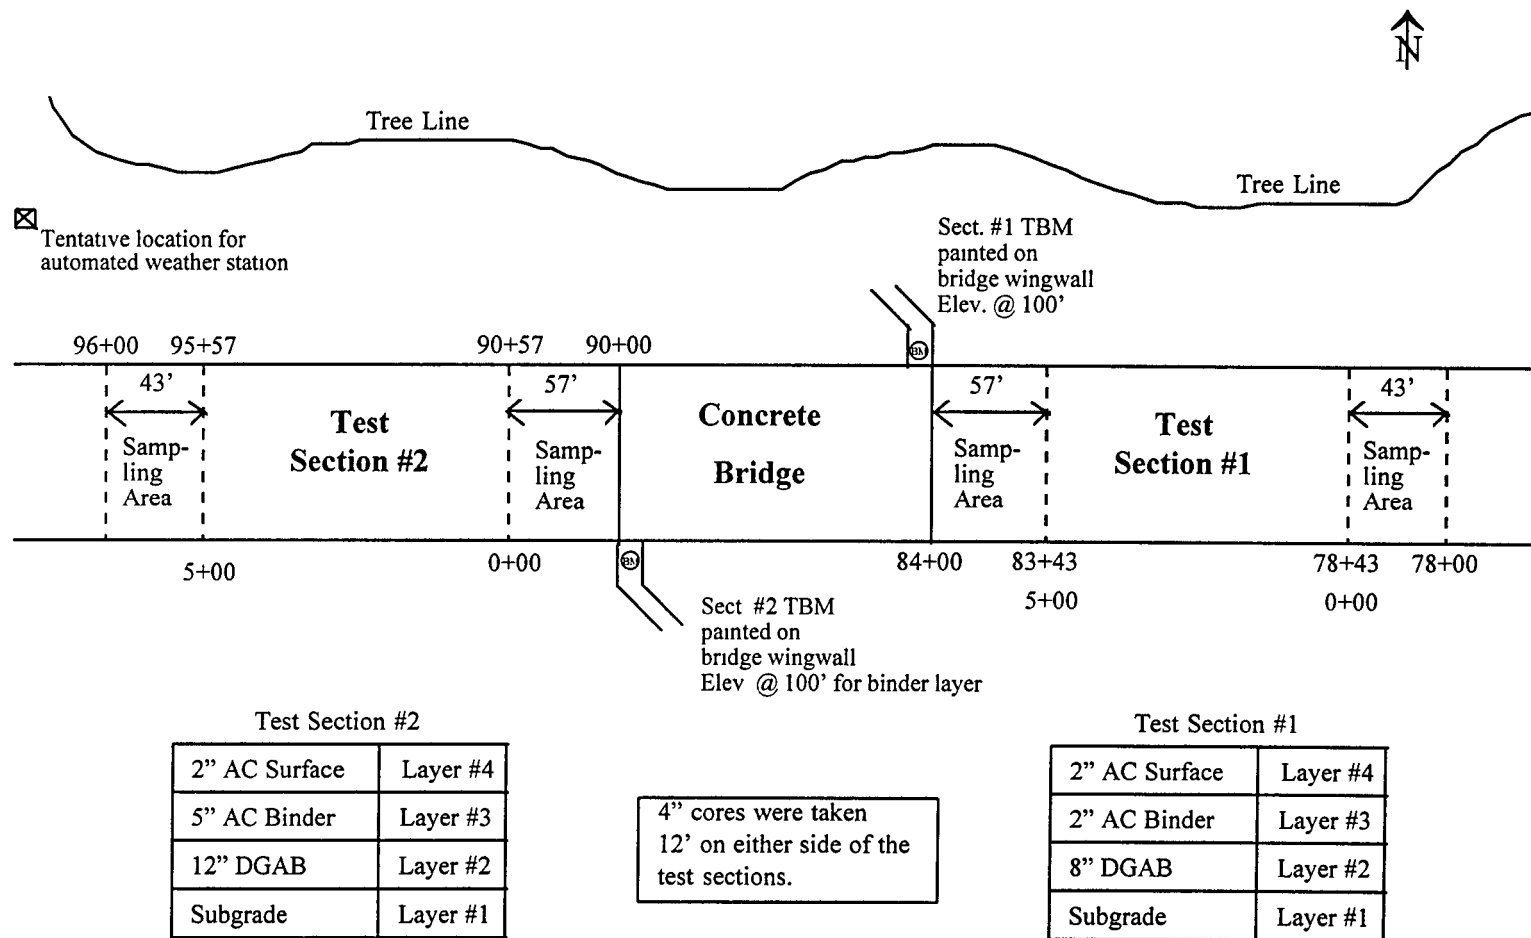 N
Tree Line
Tree Line
Tentative location for
automated weather station
Sect. #1 TBM
painted on
bridge wingwall
Elev. @ 100'
96+00 95+57 90+57 90+00
BM
43' 57' 57' 43'
Samp-
ling
Area
Test
Section #2
Samp-
ling
Area
Concrete
Bridge
Samp-
ling
Area
Test
Section #1
Samp-
ling
Area
5+00 0+00
BM
84+00 83+43 78+43 78+00
5+00 0+00
Sect #2 TBM
painted on
bridge wingwall
Elev @ 100' for binder layer
Test Section #2
2” AC Surface Layer #4
5” AC Binder Layer #3
12” DGAB Layer #2
Subgrade Layer #1
4” cores were taken
12’ on either side of the
test sections.
Test Section #1
2” AC Surface Layer #4
2” AC Binder Layer #3
8” DGAB Layer #2
Subgrade Layer #1